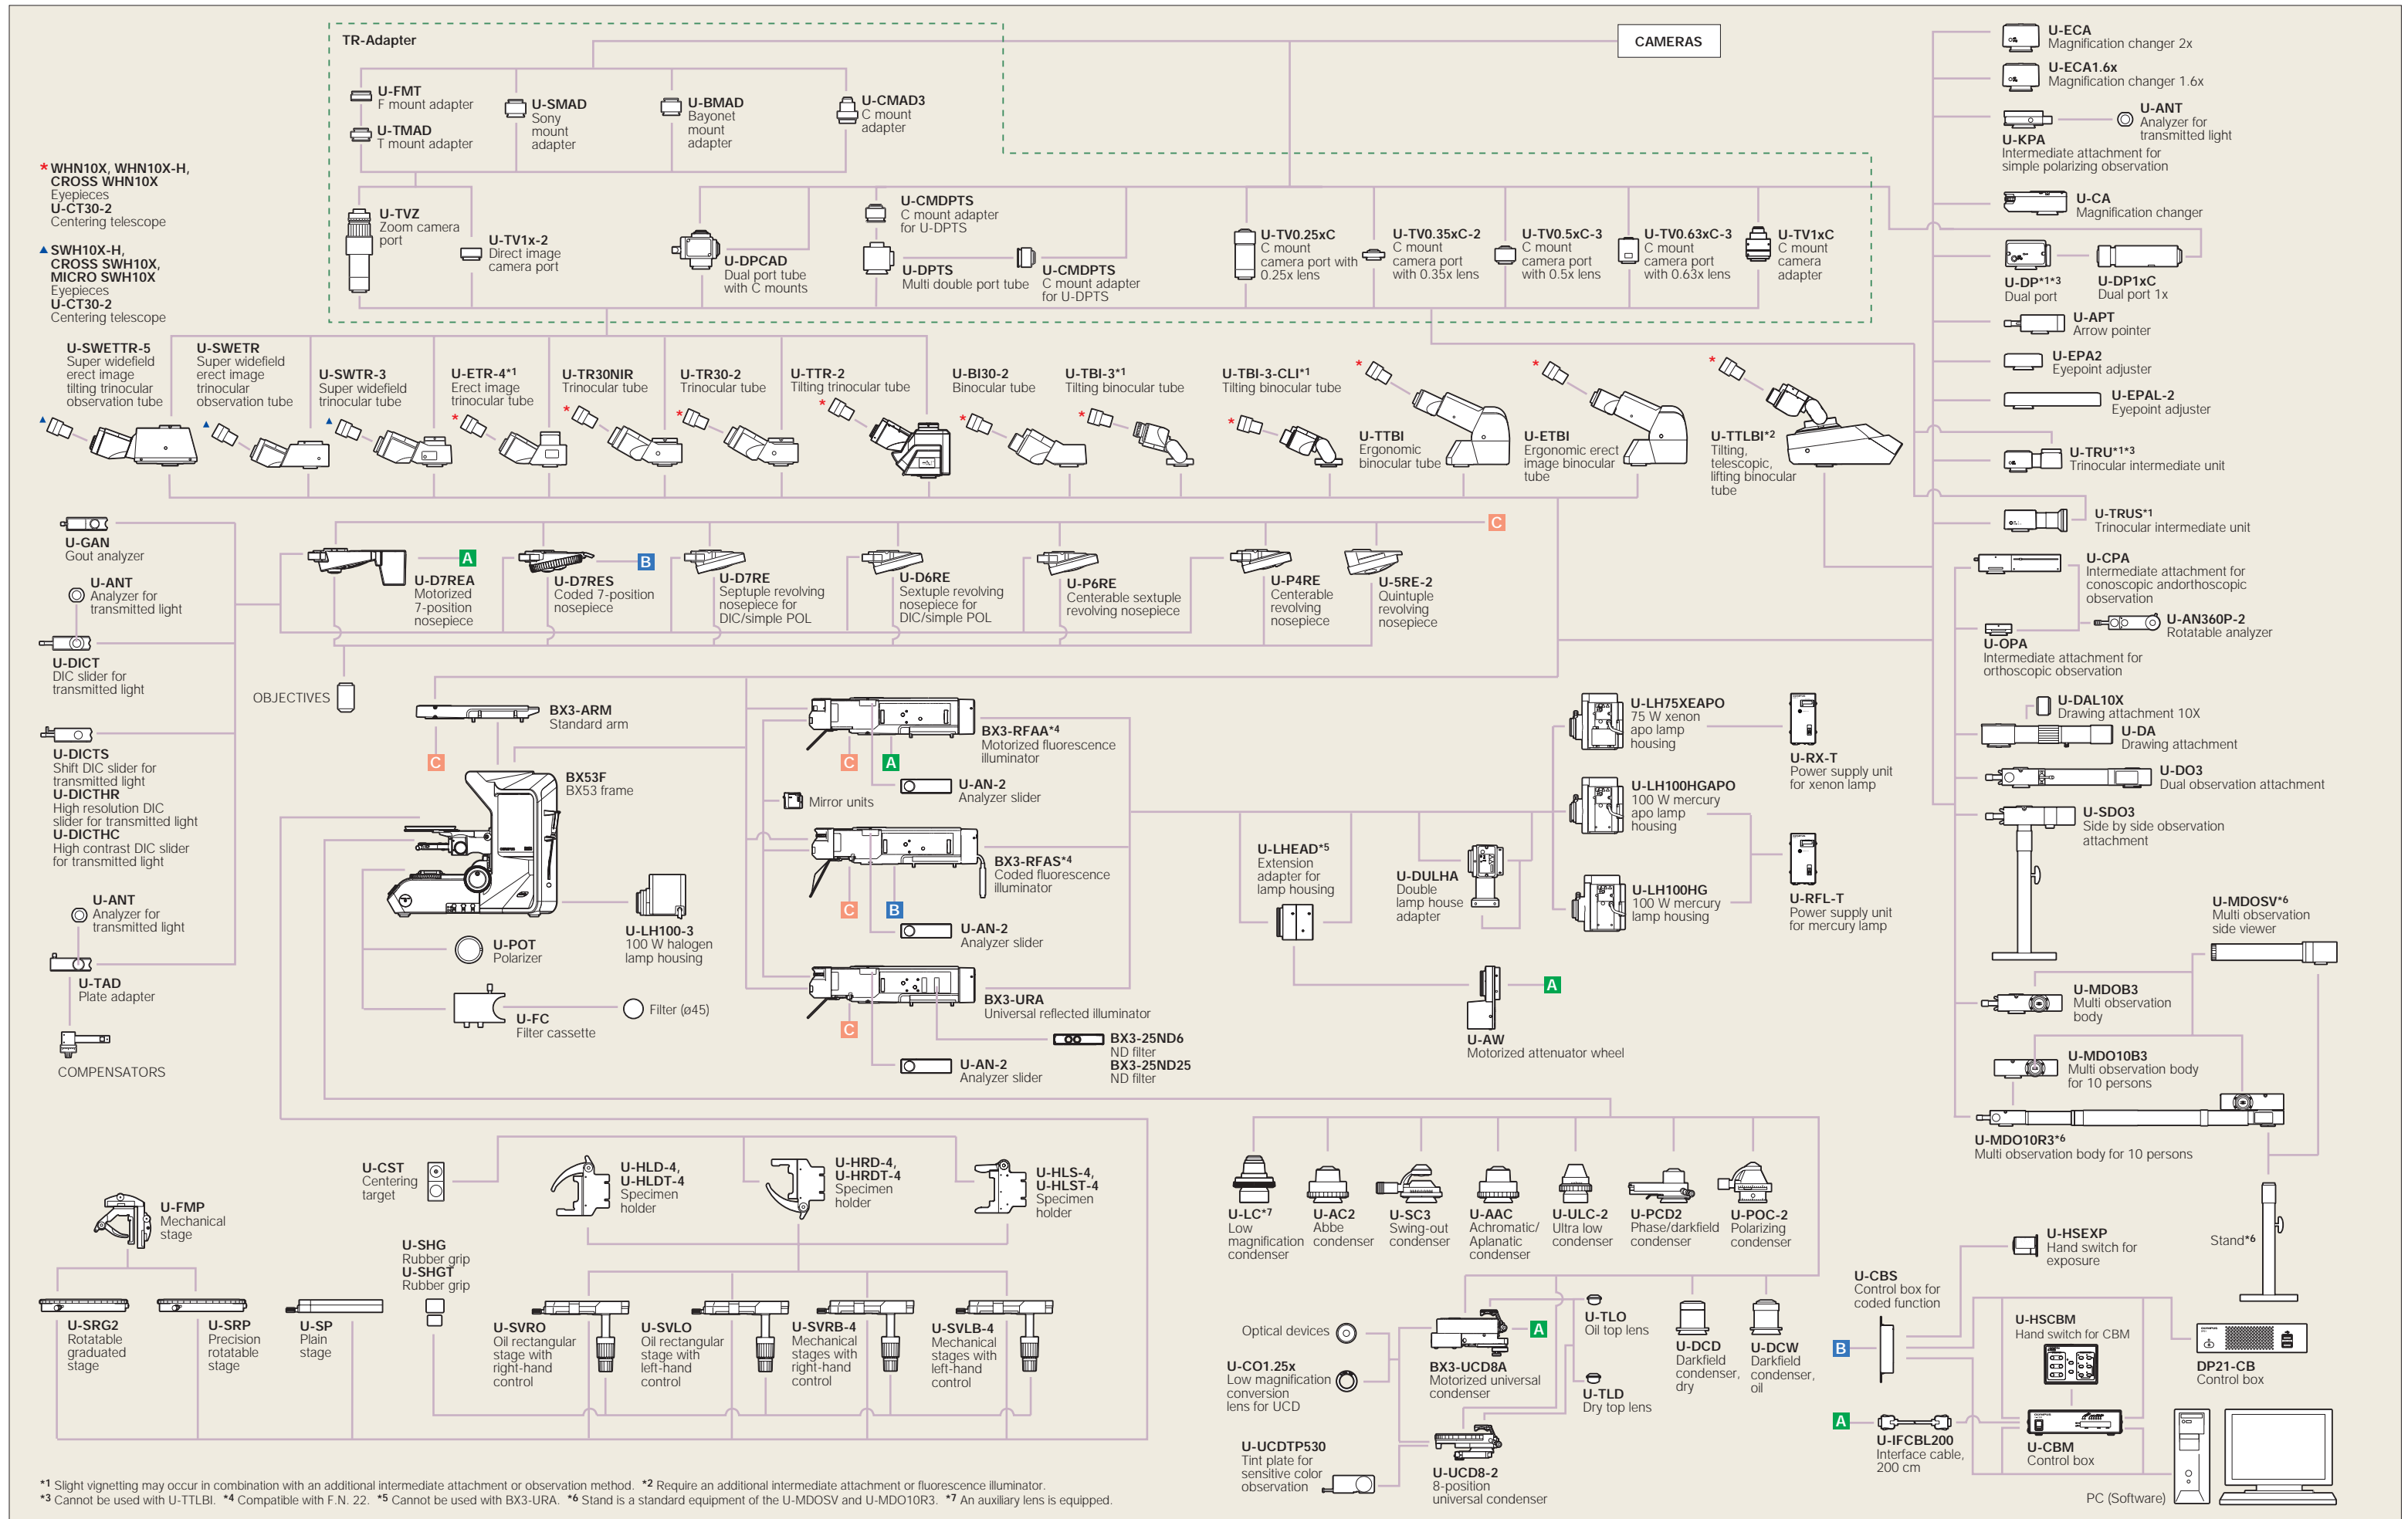 TR-Adapter
CAMERAS
U-FMT
F mount adapter
U-TMAD
T mount adapter
U-SMAD
Sony
mount
adapter
U-BMAD
Bayonet
mount
adapter
U-CMAD3
C mount
adapter
* WHN10X, WHN10X-H,
CROSS WHN10X
Eyepieces
U-CT30-2
Centering telescope
▲ SWH10X-H,
CROSS SWH10X,
MICRO SWH10X
Eyepieces
U-CT30-2
Centering telescope
U-TVZ
Zoom camera
port
U-TV1x-2
Direct image
camera port
U-DPCAD
Dual port tube
with C mounts
U-CMDPTS
C mount adapter
for U-DPTS
U-DPTS
Multi double port tube
U-CMDPTS
C mount adapter
for U-DPTS
U-TV0.25xC
C mount
camera port with
0.25x lens
U-TV0.35xC-2
C mount
camera port
with 0.35x lens
U-TV0.5xC-3
C mount
camera port
with 0.5x lens
U-TV0.63xC-3
C mount
camera port
with 0.63x lens
U-TV1xC
C mount
camera
adapter
U-ECA
Magnification changer 2x
U-ECA1.6x
Magnification changer 1.6x
U-ANT
Analyzer for
transmitted light
U-KPA
Intermediate attachment for
simple polarizing observation
U-CA
Magnification changer
U-DP*1*3
Dual port
U-DP1xC
Dual port 1x
U-APT
Arrow pointer
U-EPA2
Eyepoint adjuster
U-EPAL-2
Eyepoint adjuster
U-TRU*1*3
Trinocular intermediate unit
U-TRUS*1
Trinocular intermediate unit
U-CPA
Intermediate attachment for
conoscopic andorthoscopic
observation
U-AN360P-2
Rotatable analyzer
U-OPA
Intermediate attachment for
orthoscopic observation
U-DAL10X
Drawing attachment 10X
U-DA
Drawing attachment
U-DO3
Dual observation attachment
U-SDO3
Side by side observation
attachment
U-MDOSV*6
Multi observation
side viewer
U-MDOB3
Multi observation
body
U-MDO10B3
Multi observation body
for 10 persons
U-MDO10R3*6
Multi observation body for 10 persons
Stand*6
U-SWETTR-5
Super widefield
erect image
tilting trinocular
observation tube
U-SWETR
Super widefield
erect image
trinocular
observation tube
U-SWTR-3
Super widefield
trinocular tube
U-ETR-4*1
Erect image
trinocular tube
U-TR30NIR
Trinocular tube
U-TR30-2
Trinocular tube
U-TTR-2
Tilting trinocular tube
U-BI30-2
Binocular tube
U-TBI-3*1
Tilting binocular tube
U-TBI-3-CLI*1
Tilting binocular tube
U-TTBI
Ergonomic
binocular tube
U-ETBI
Ergonomic erect
image binocular
tube
U-TTLBI*2
Tilting,
telescopic,
lifting binocular
tube
▲
▲
▲
*
*
*
*
*
*
*
*
*
*
U-GAN
Gout analyzer
U-ANT
Analyzer for
transmitted light
U-DICT
DIC slider for
transmitted light
U-DICTS
Shift DIC slider for
transmitted light
U-DICTHR
High resolution DIC
slider for transmitted light
U-DICTHC
High contrast DIC slider
for transmitted light
U-ANT
Analyzer for
transmitted light
U-TAD
Plate adapter
COMPENSATORS
C
A
B
U-D7REA
Motorized
7-position
nosepiece
U-D7RES
Coded 7-position
nosepiece
U-D7RE
Septuple revolving
nosepiece for
DIC/simple POL
U-D6RE
Sextuple revolving
nosepiece for
DIC/simple POL
U-P6RE
Centerable sextuple
revolving nosepiece
U-P4RE
Centerable
revolving
nosepiece
U-5RE-2
Quintuple
revolving
nosepiece
OBJECTIVES
BX3-ARM
Standard arm
C
BX53F
BX53 frame
U-LH100-3
100 W halogen
lamp housing
U-POT
Polarizer
U-FC
Filter cassette
Filter (ø45)
BX3-RFAA*4
Motorized fluorescence
illuminator
C
A
U-AN-2
Analyzer slider
Mirror units
BX3-RFAS*4
Coded fluorescence
illuminator
C
B
U-AN-2
Analyzer slider
BX3-URA
Universal reflected illuminator
C
BX3-25ND6
ND filter
BX3-25ND25
ND filter
U-AN-2
Analyzer slider
U-LHEAD*5
Extension
adapter for
lamp housing
U-DULHA
Double
lamp house
adapter
U-LH75XEAPO
75 W xenon
apo lamp
housing
U-LH100HGAPO
100 W mercury
apo lamp
housing
U-LH100HG
100 W mercury
lamp housing
U-RX-T
Power supply unit
for xenon lamp
U-RFL-T
Power supply unit
for mercury lamp
A
U-AW
Motorized attenuator wheel
U-CST
Centering
target
U-HLD-4,
U-HLDT-4
Specimen
holder
U-HRD-4,
U-HRDT-4
Specimen
holder
U-HLS-4,
U-HLST-4
Specimen
holder
U-FMP
Mechanical
stage
U-SHG
Rubber grip
U-SHGT
Rubber grip
U-SRG2
Rotatable
graduated
stage
U-SRP
Precision
rotatable
stage
U-SP
Plain
stage
U-SVRO
Oil rectangular
stage with
right-hand
control
U-SVLO
Oil rectangular
stage with
left-hand
control
U-SVRB-4
Mechanical
stages with
right-hand
control
U-SVLB-4
Mechanical
stages with
left-hand
control
U-LC*7
Low
magnification
condenser
U-AC2
Abbe
condenser
U-SC3
Swing-out
condenser
U-AAC
Achromatic/
Aplanatic
condenser
U-ULC-2
Ultra low
condenser
U-PCD2
Phase/darkfield
condenser
U-POC-2
Polarizing
condenser
Optical devices
U-CO1.25x
Low magnification
conversion
lens for UCD
U-UCDTP530
Tint plate for
sensitive color
observation
BX3-UCD8A
Motorized universal
condenser
A
U-TLO
Oil top lens
U-TLD
Dry top lens
U-UCD8-2
8-position
universal condenser
U-DCD
Darkfield
condenser,
dry
U-DCW
Darkfield
condenser,
oil
U-HSEXP
Hand switch for
exposure
U-CBS
Control box for
coded function
B
U-HSCBM
Hand switch for CBM
DP21-CB
Control box
A
U-IFCBL200
Interface cable,
200 cm
U-CBM
Control box
PC (Software)
*1 Slight vignetting may occur in combination with an additional intermediate attachment or observation method. *2 Require an additional intermediate attachment or fluorescence illuminator.
*3 Cannot be used with U-TTLBI. *4 Compatible with F.N. 22. *5 Cannot be used with BX3-URA. *6 Stand is a standard equipment of the U-MDOSV and U-MDO10R3. *7 An auxiliary lens is equipped.